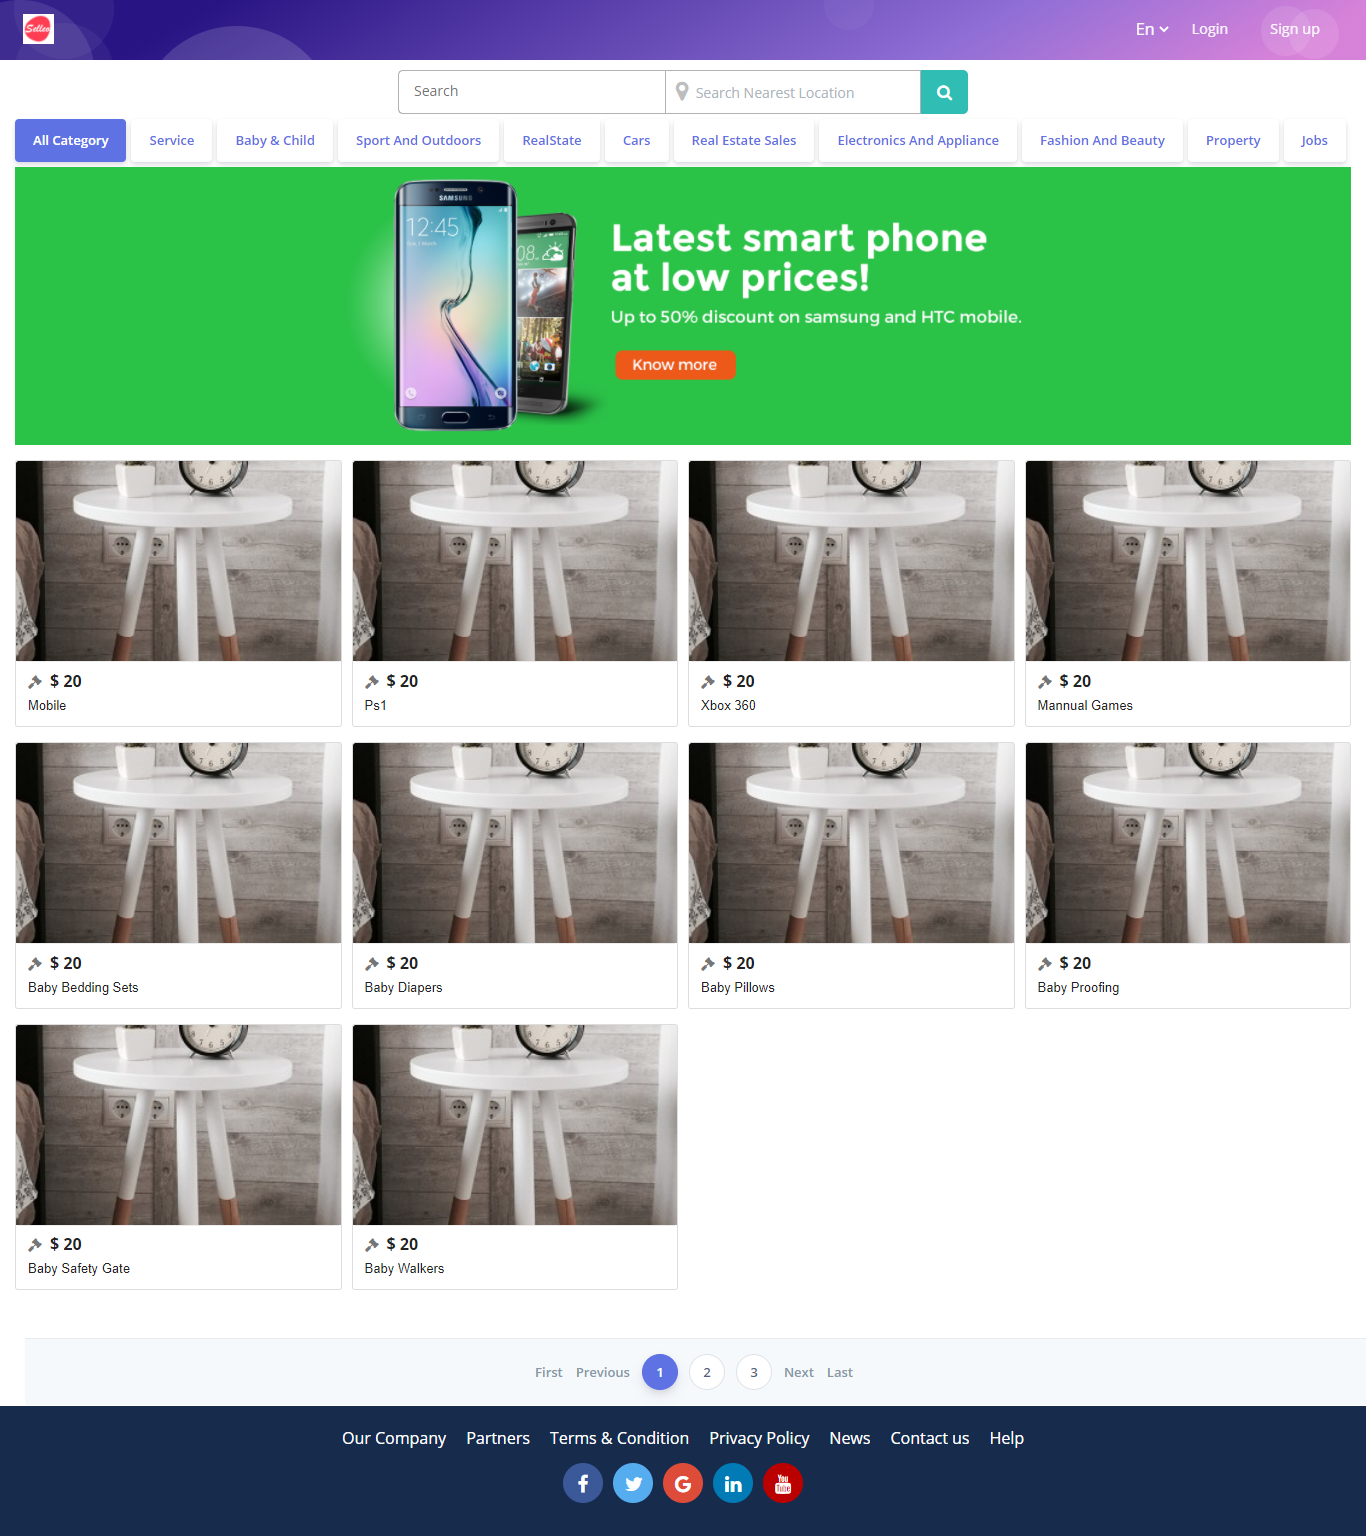 Selleo
En Login Sign up
Search Search Nearest Location
All Category Service Baby & Child Sport And Outdoors RealState Cars Real Estate Sales Electronics And Appliance Fashion And Beauty Property Jobs
SAMSUNG
12:45
08
Latest smart phone
at low prices!
Up to 50% discount on samsung and HTC mobile.
Know more
$ 20 $ 20 $ 20 $ 20
Mobile Ps1 Xbox 360 Mannual Games
$ 20 $ 20 $ 20 $ 20
Baby Bedding Sets Baby Diapers Baby Pillows Baby Proofing
$ 20 $ 20
Baby Safety Gate Baby Walkers
First Previous 1 2 3 Next Last
Our Company Partners Terms & Condition Privacy Policy News Contact us Help
f G in You Tube